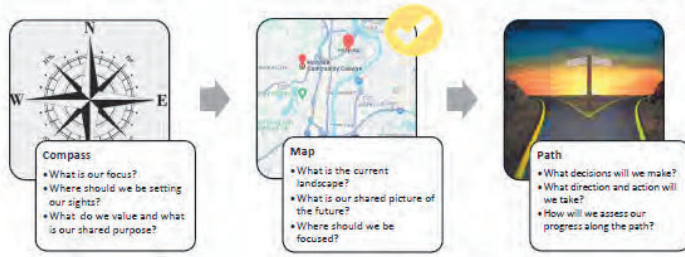 N
W
E
Compass
• What is our focus?
• Where should we be setting
our sights?
• What do we value and what
is our shared purpose?
Community College
Map
• What is the current
landscape?
• What is our shared picture of
the future?
• Where should we be
focused?
Path
• What decisions will we make?
• What direction and action will
we take?
• How will we assess our
progress along the path?